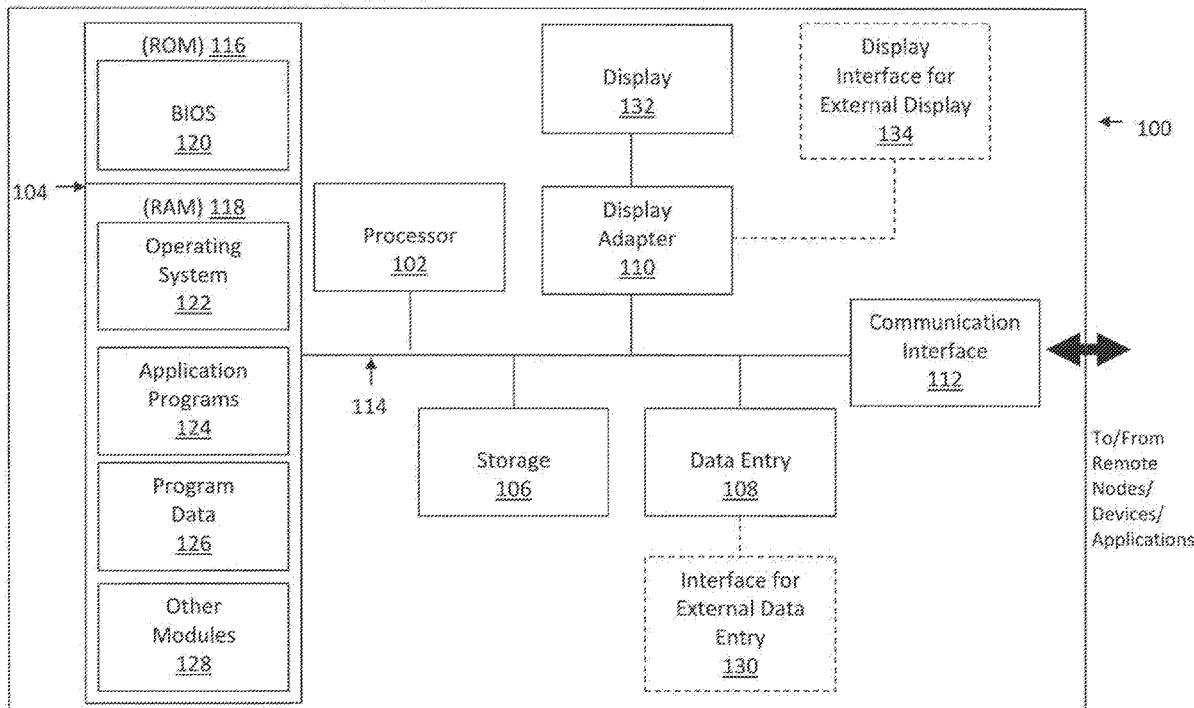 (ROM) 116
BIOS
120
104
(RAM) 118
Operating
System
122
Application
Programs
124
Program
Data
126
Other
Modules
128
Processor
102
114
Display
132
Display
Adapter
110
Display
Interface for
External Display
134
100
Communication
Interface
112
Storage
106
Data Entry
108
Interface for
External Data
Entry
130
To/From
Remote
Nodes/
Devices/
Applications